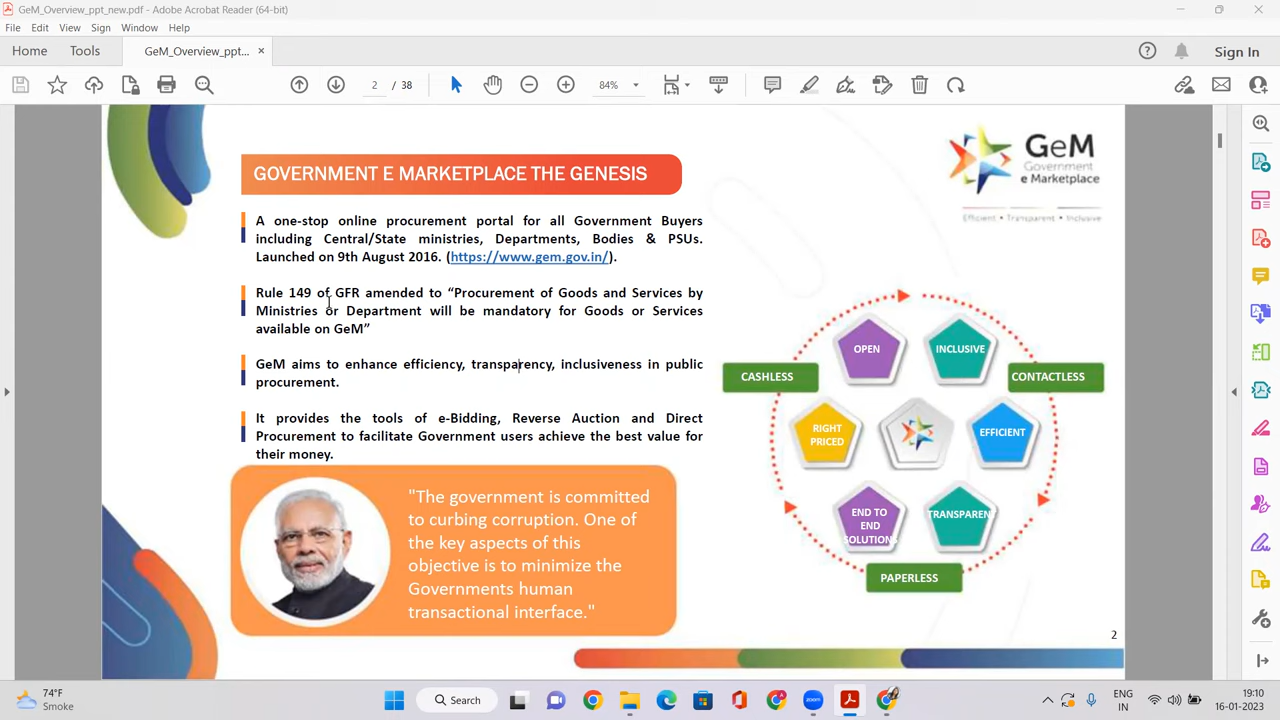 GeM_Overview_ppt_new.pdf - Adobe Acrobat Reader (64-bit)
File Edit View Sign Window Help
Home Tools GeM_Overview_ppt... × Sign In
2 / 38 84%
GeM
Government
e Marketplace
Efficient • Transparent • Inclusive
GOVERNMENT E MARKETPLACE THE GENESIS
A one-stop online procurement portal for all Government Buyers
including Central/State ministries, Departments, Bodies & PSUs.
Launched on 9th August 2016. (https://www.gem.gov.in/).
Rule 149 of GFR amended to “Procurement of Goods and Services by
Ministries or Department will be mandatory for Goods or Services
available on GeM”
GeM aims to enhance efficiency, transparency, inclusiveness in public
procurement.
It provides the tools of e-Bidding, Reverse Auction and Direct
Procurement to facilitate Government users achieve the best value for
their money.
"The government is committed
to curbing corruption. One of
the key aspects of this
objective is to minimize the
Governments human
transactional interface."
OPEN INCLUSIVE
CASHLESS CONTACTLESS
RIGHT
PRICED
EFFICIENT
END TO
END
SOLUTIONS
TRANSPARENT
PAPERLESS
2
74°F
Smoke
Search
ENG
IN
19:10
16-01-2023